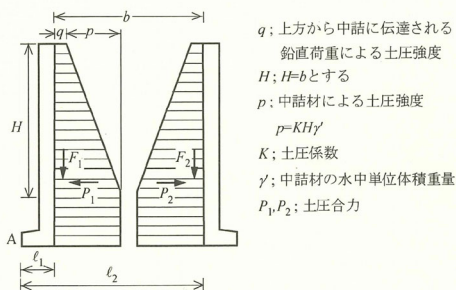 b
q
p
H
F₁
F₂
P₁
P₂
A
ℓ₁
ℓ₂
q；上方から中詰に伝達される
鉛直荷重による土圧強度
H；H=bとする
p；中詰材による土圧強度
p=KHγ'
K；土圧係数
γ'；中詰材の水中単位体積重量
P₁,P₂；土圧合力